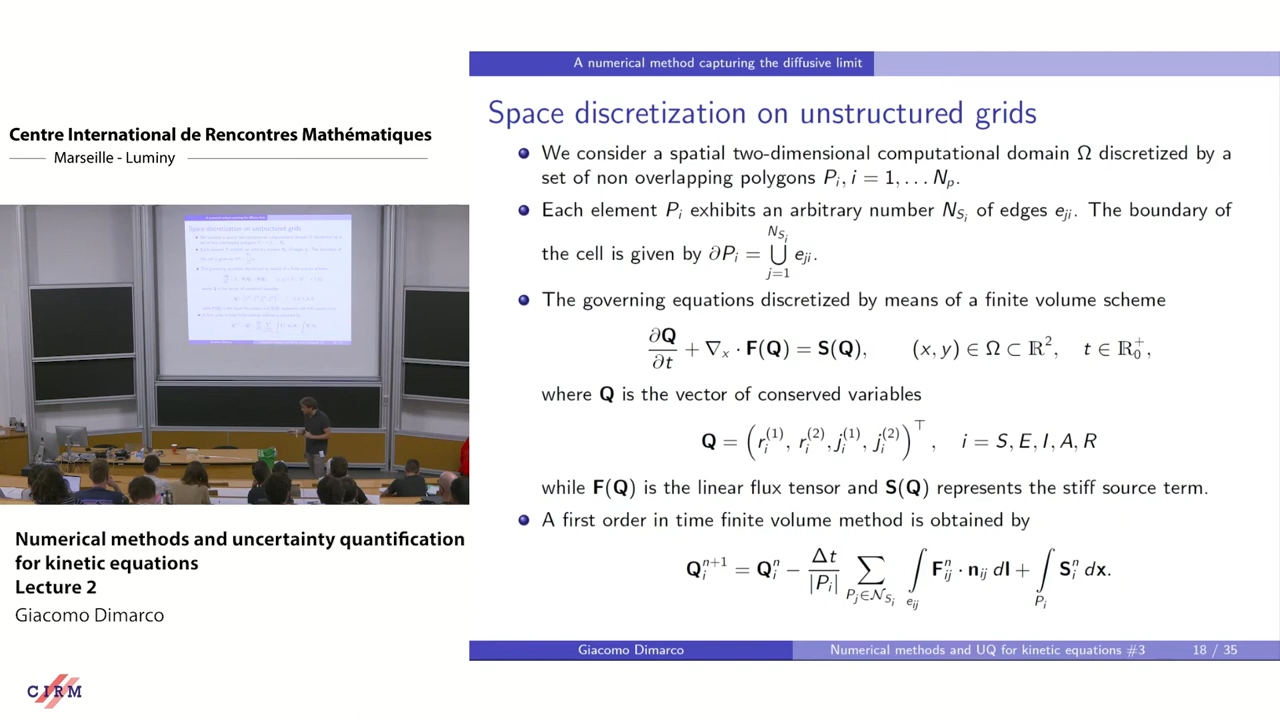 Centre International de Rencontres Mathématiques
Marseille - Luminy
Numerical methods and uncertainty quantification
for kinetic equations
Lecture 2
Giacomo Dimarco
CIRM
A numerical method capturing the diffusive limit
Space discretization on unstructured grids
We consider a spatial two-dimensional computational domain Ω discretized by a
set of non overlapping polygons P_i, i = 1, . . . N_p.
Each element P_i exhibits an arbitrary number N_{S_i} of edges e_{ji}. The boundary of
the cell is given by ∂P_i = ⋃_{j=1}^{N_{S_i}} e_{ji}.
The governing equations discretized by means of a finite volume scheme
∂Q/∂t + ∇_x · F(Q) = S(Q), (x, y) ∈ Ω ⊂ ℝ², t ∈ ℝ_0^+,
where Q is the vector of conserved variables
Q = (r_i^{(1)}, r_i^{(2)}, j_i^{(1)}, j_i^{(2)})^⊤, i = S, E, I, A, R
while F(Q) is the linear flux tensor and S(Q) represents the stiff source term.
A first order in time finite volume method is obtained by
Q_i^{n+1} = Q_i^n − Δt/|P_i| ∑_{P_j∈𝒩_{S_i}} ∫_{e_{ij}} F_{ij}^n · n_{ij} dl + ∫_{P_i} S_i^n dx.
Giacomo Dimarco
Numerical methods and UQ for kinetic equations #3
18 / 35